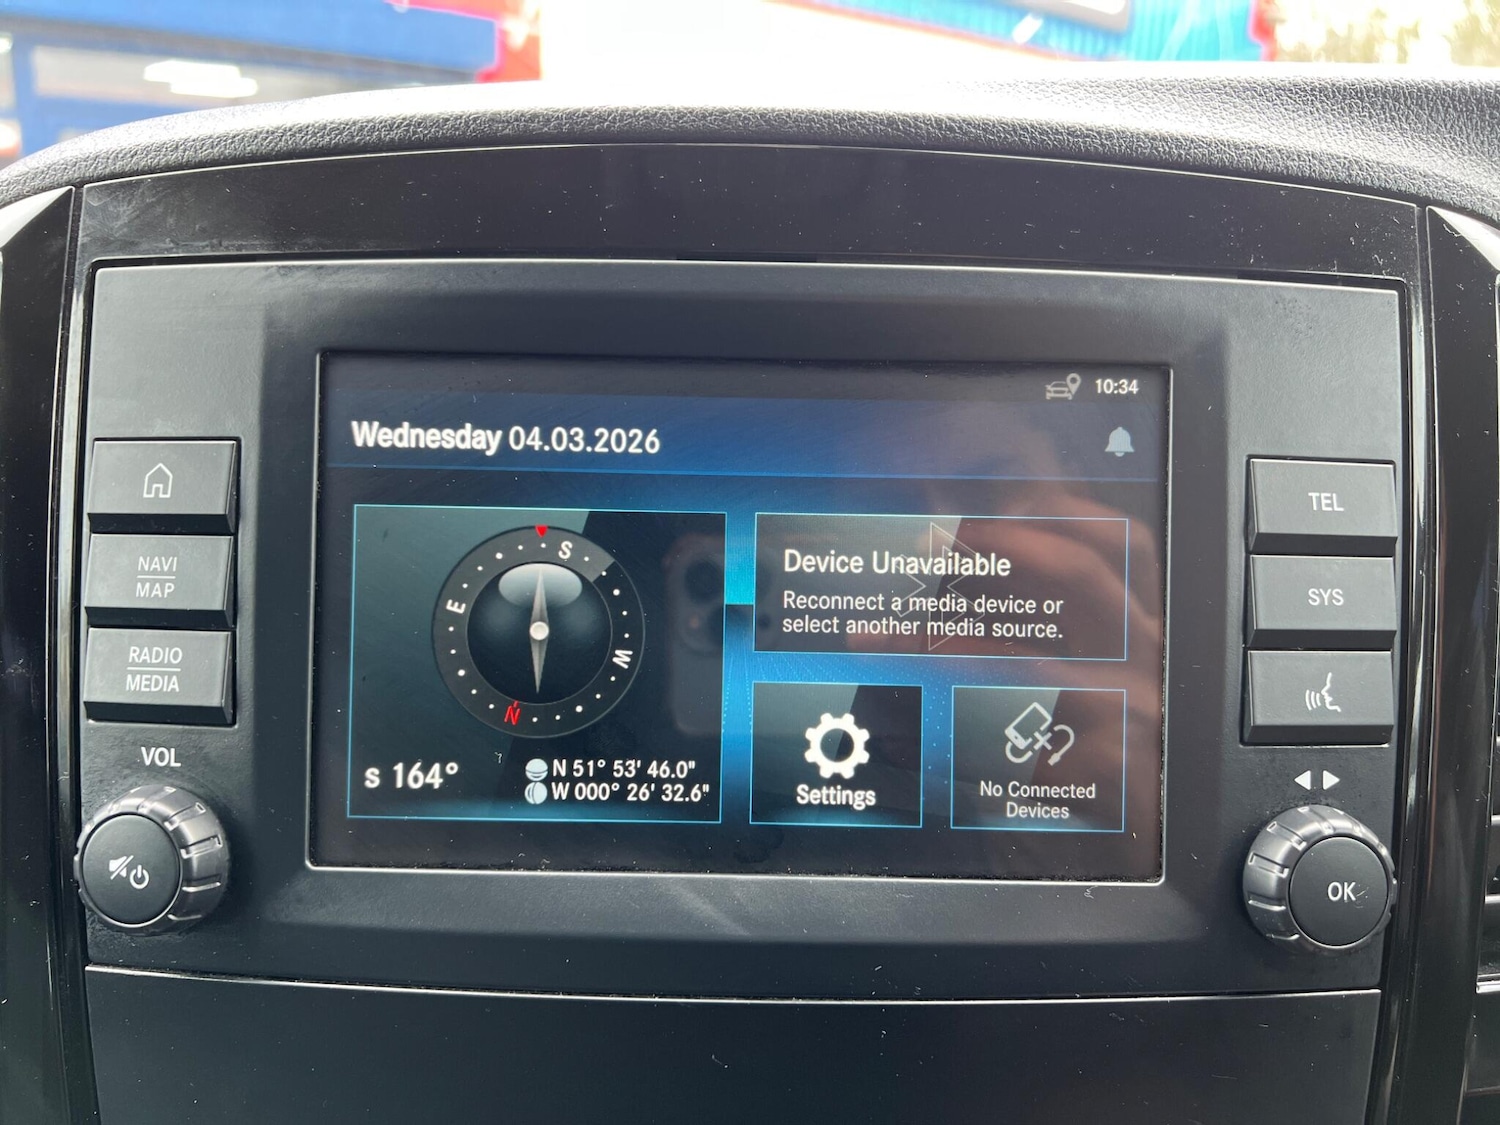 10:34
Wednesday 04.03.2026
S
E
W
N
S 164°
N 51° 53' 46.0"
W 000° 26' 32.6"
Device Unavailable
Reconnect a media device or
select another media source.
Settings
No Connected
Devices
NAVI
MAP
RADIO
MEDIA
VOL
TEL
SYS
OK